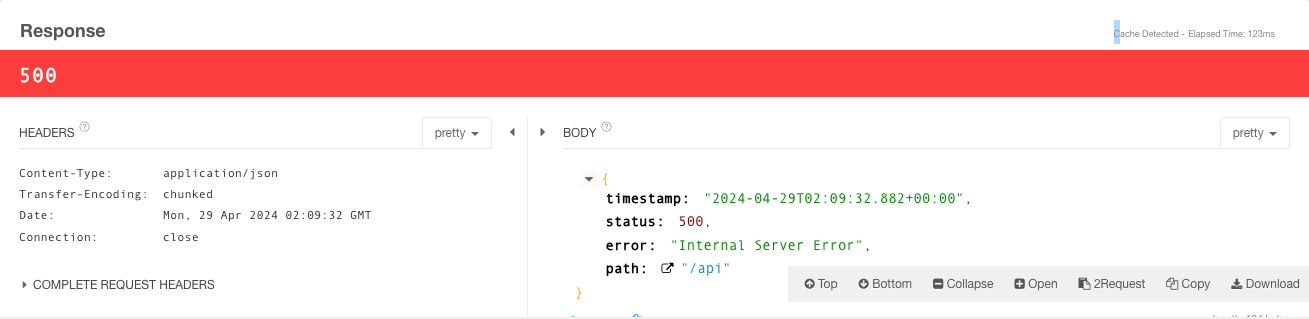 Response
Cache Detected - Elapsed Time: 123ms
500
HEADERS ?
pretty
BODY ?
pretty
Content-Type: application/json
Transfer-Encoding: chunked
Date: Mon, 29 Apr 2024 02:09:32 GMT
Connection: close
COMPLETE REQUEST HEADERS
{
timestamp: "2024-04-29T02:09:32.882+00:00",
status: 500,
error: "Internal Server Error",
path: "/api"
}
Top Bottom Collapse Open 2Request Copy Download